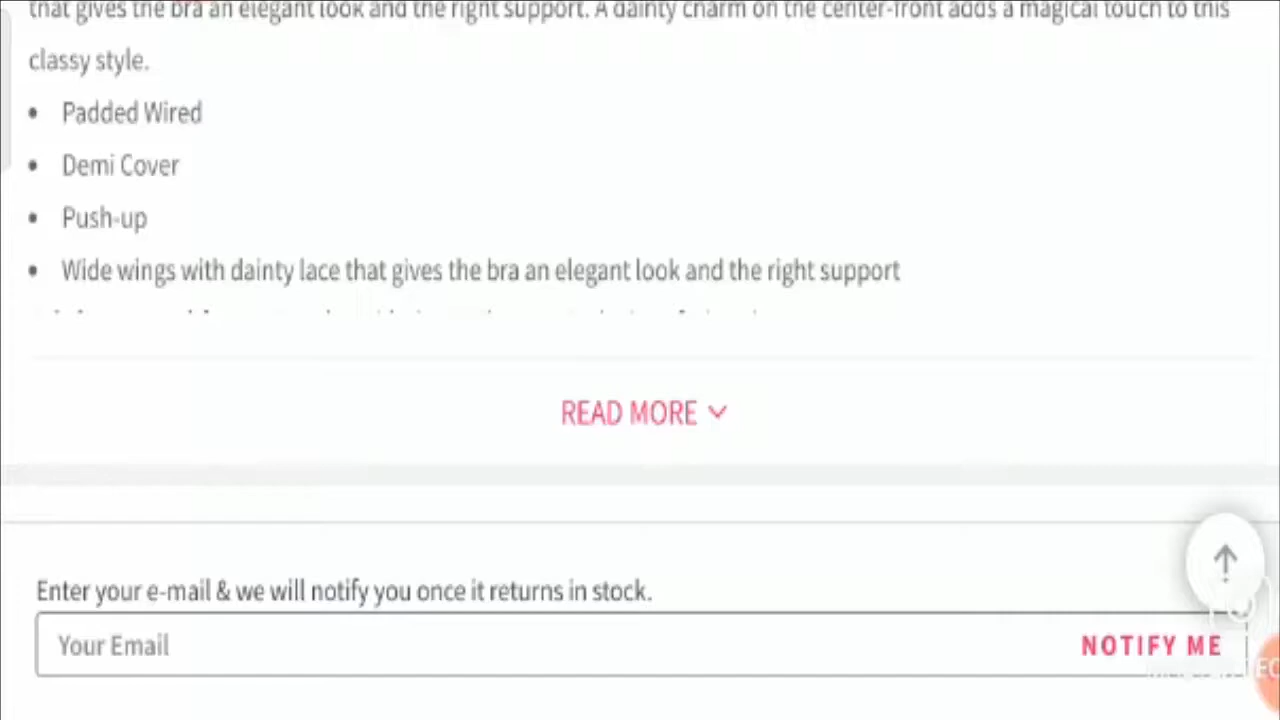 that gives the bra an elegant look and the right support. A dainty charm on the center-front adds a magical touch to this
classy style.
• Padded Wired
• Demi Cover
• Push-up
• Wide wings with dainty lace that gives the bra an elegant look and the right support
READ MORE
Enter your e-mail & we will notify you once it returns in stock.
Your Email
NOTIFY ME